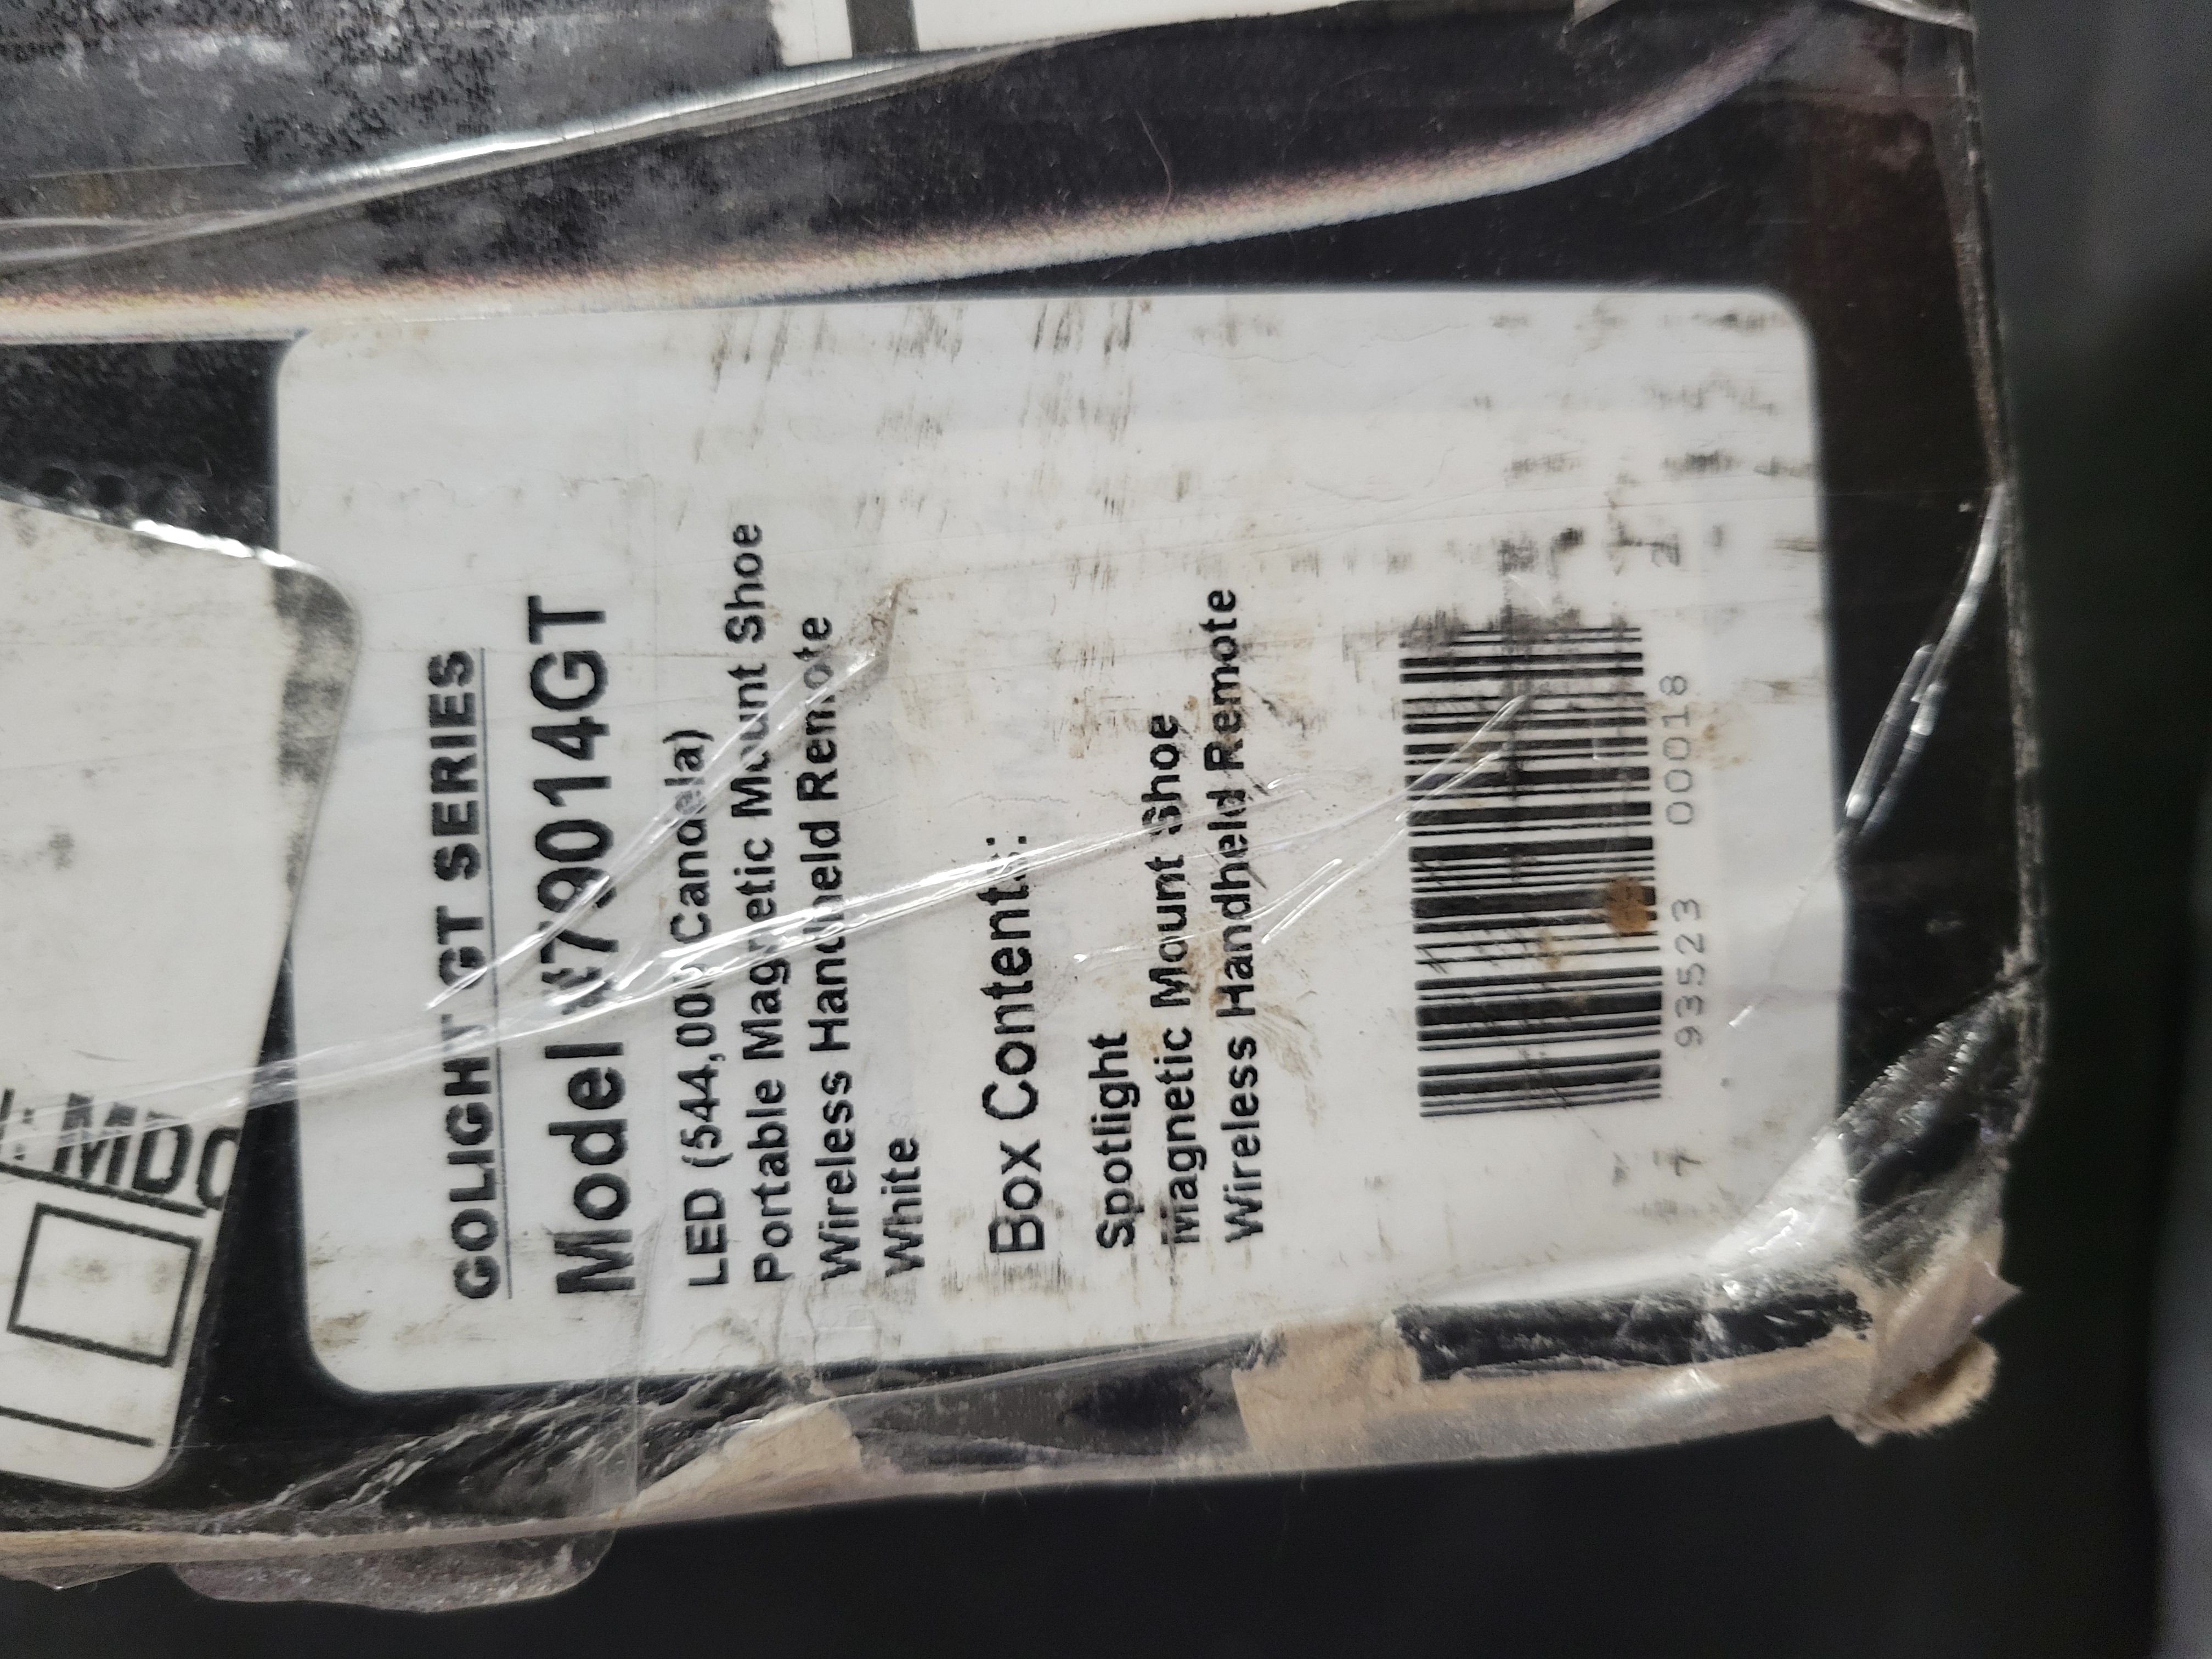 GOLIGHT GT SERIES
Model #79014GT
LED (544,000 Candela)
Portable Magnetic Mount Shoe
Wireless Handheld Remote
White
Box Contents:
Spotlight
Magnetic Mount Shoe
Wireless Handheld Remote
7 93523 00018 2